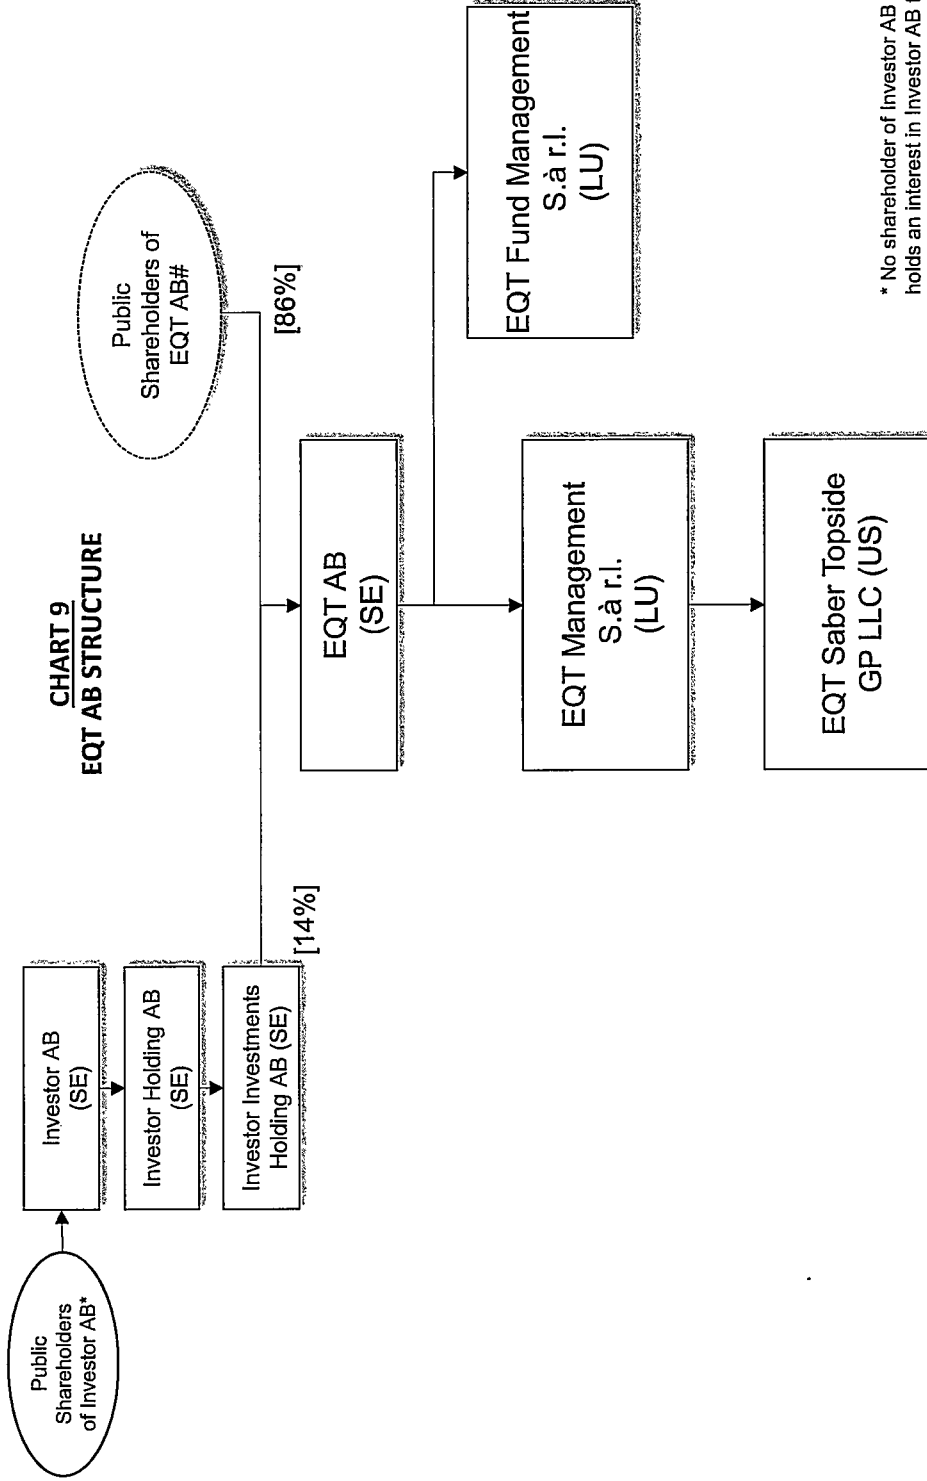 CHART 9
EQT AB STRUCTURE
Public
Shareholders
of Investor AB*
Investor AB
(SE)
Investor Holding AB
(SE)
Investor Investments
Holding AB (SE)
[14%]
Public
Shareholders of
EQT AB#
[86%]
EQT AB
(SE)
EQT Management
S.à r.l.
(LU)
EQT Fund Management
S.à r.l.
(LU)
EQT Saber Topside
GP LLC (US)
* No shareholder of Investor AB
holds an interest in Investor AB